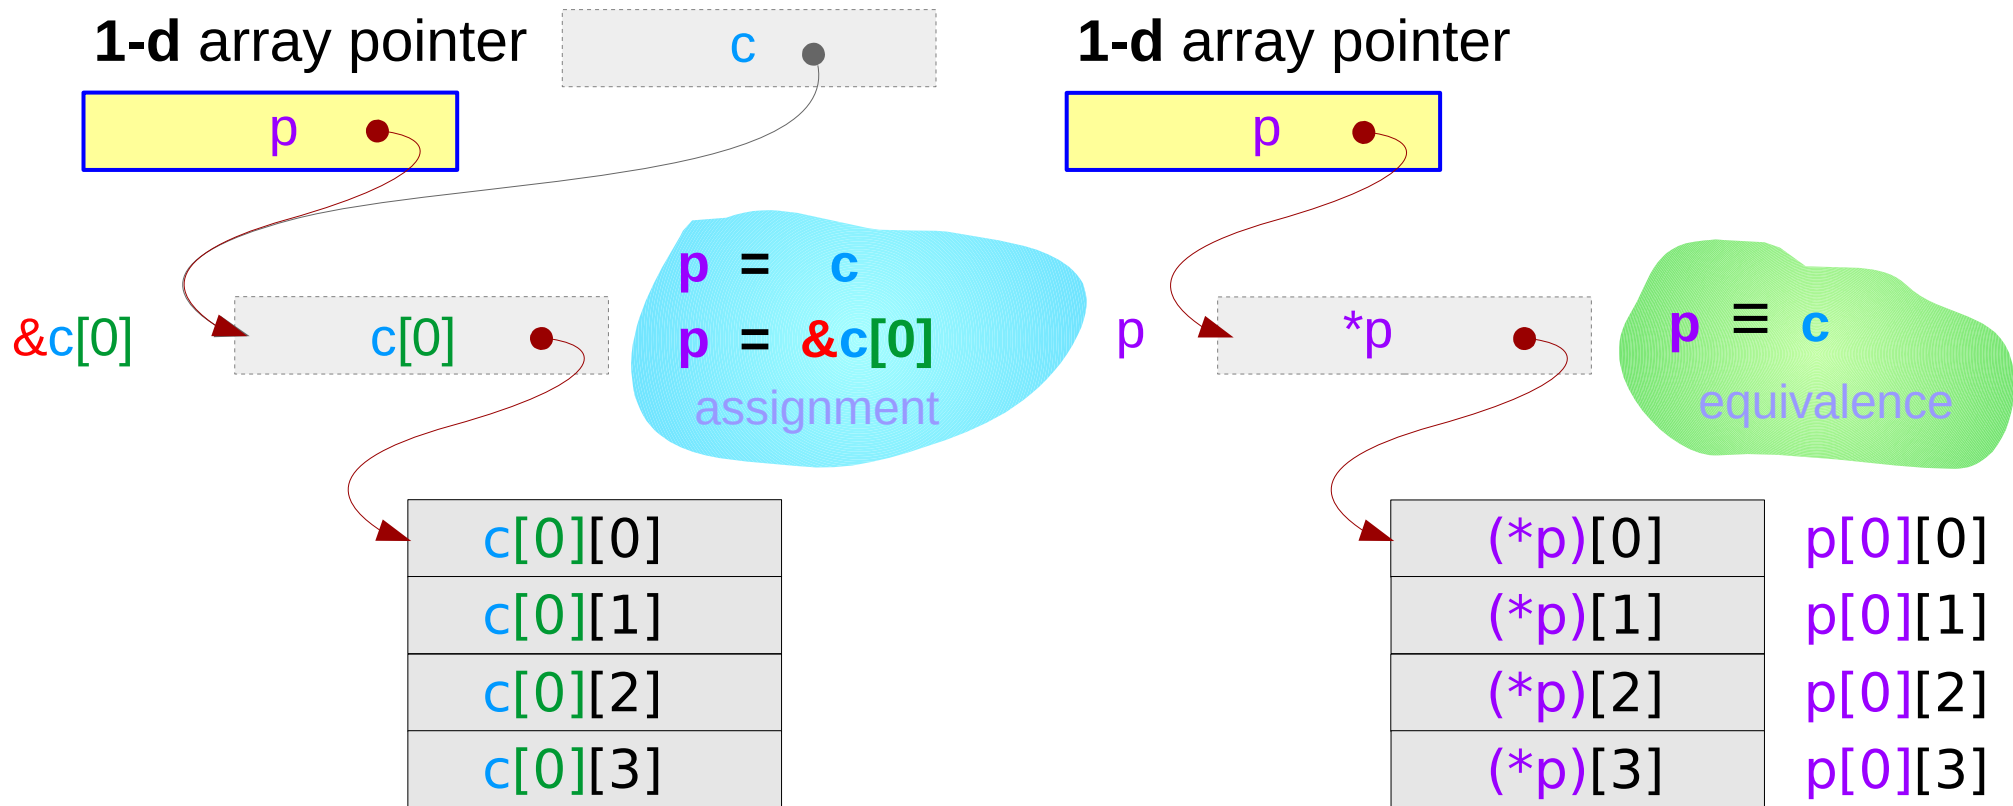 1-d array pointer
c
p
p = c
p = &c[0]
assignment
&c[0]
c[0]
c[0][0]
c[0][1]
c[0][2]
c[0][3]
1-d array pointer
p
p
*p
p ≡ c
equivalence
(*p)[0] p[0][0]
(*p)[1] p[0][1]
(*p)[2] p[0][2]
(*p)[3] p[0][3]